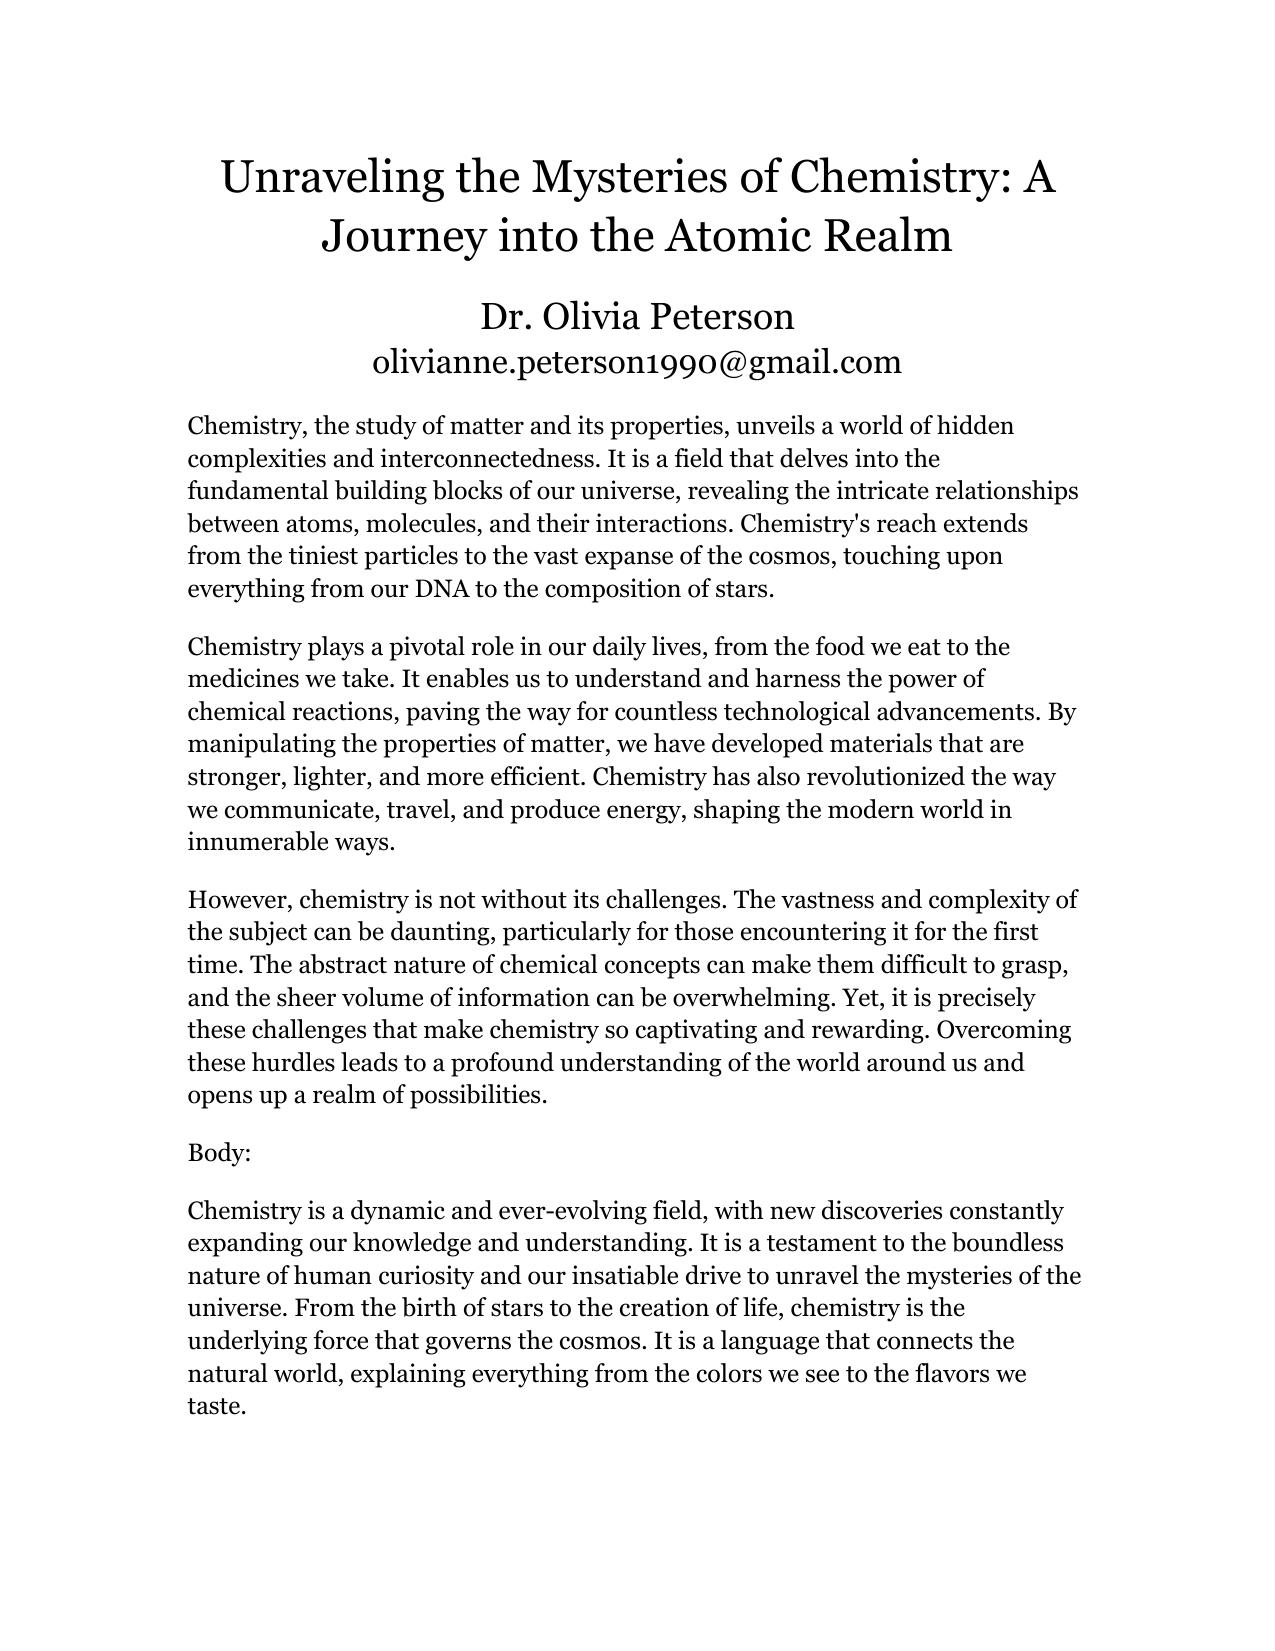 Unraveling the Mysteries of Chemistry: A
Journey into the Atomic Realm
Dr. Olivia Peterson
olivianne.peterson1990@gmail.com
Chemistry, the study of matter and its properties, unveils a world of hidden
complexities and interconnectedness. It is a field that delves into the
fundamental building blocks of our universe, revealing the intricate relationships
between atoms, molecules, and their interactions. Chemistry's reach extends
from the tiniest particles to the vast expanse of the cosmos, touching upon
everything from our DNA to the composition of stars.
Chemistry plays a pivotal role in our daily lives, from the food we eat to the
medicines we take. It enables us to understand and harness the power of
chemical reactions, paving the way for countless technological advancements. By
manipulating the properties of matter, we have developed materials that are
stronger, lighter, and more efficient. Chemistry has also revolutionized the way
we communicate, travel, and produce energy, shaping the modern world in
innumerable ways.
However, chemistry is not without its challenges. The vastness and complexity of
the subject can be daunting, particularly for those encountering it for the first
time. The abstract nature of chemical concepts can make them difficult to grasp,
and the sheer volume of information can be overwhelming. Yet, it is precisely
these challenges that make chemistry so captivating and rewarding. Overcoming
these hurdles leads to a profound understanding of the world around us and
opens up a realm of possibilities.
Body:
Chemistry is a dynamic and ever-evolving field, with new discoveries constantly
expanding our knowledge and understanding. It is a testament to the boundless
nature of human curiosity and our insatiable drive to unravel the mysteries of the
universe. From the birth of stars to the creation of life, chemistry is the
underlying force that governs the cosmos. It is a language that connects the
natural world, explaining everything from the colors we see to the flavors we
taste.